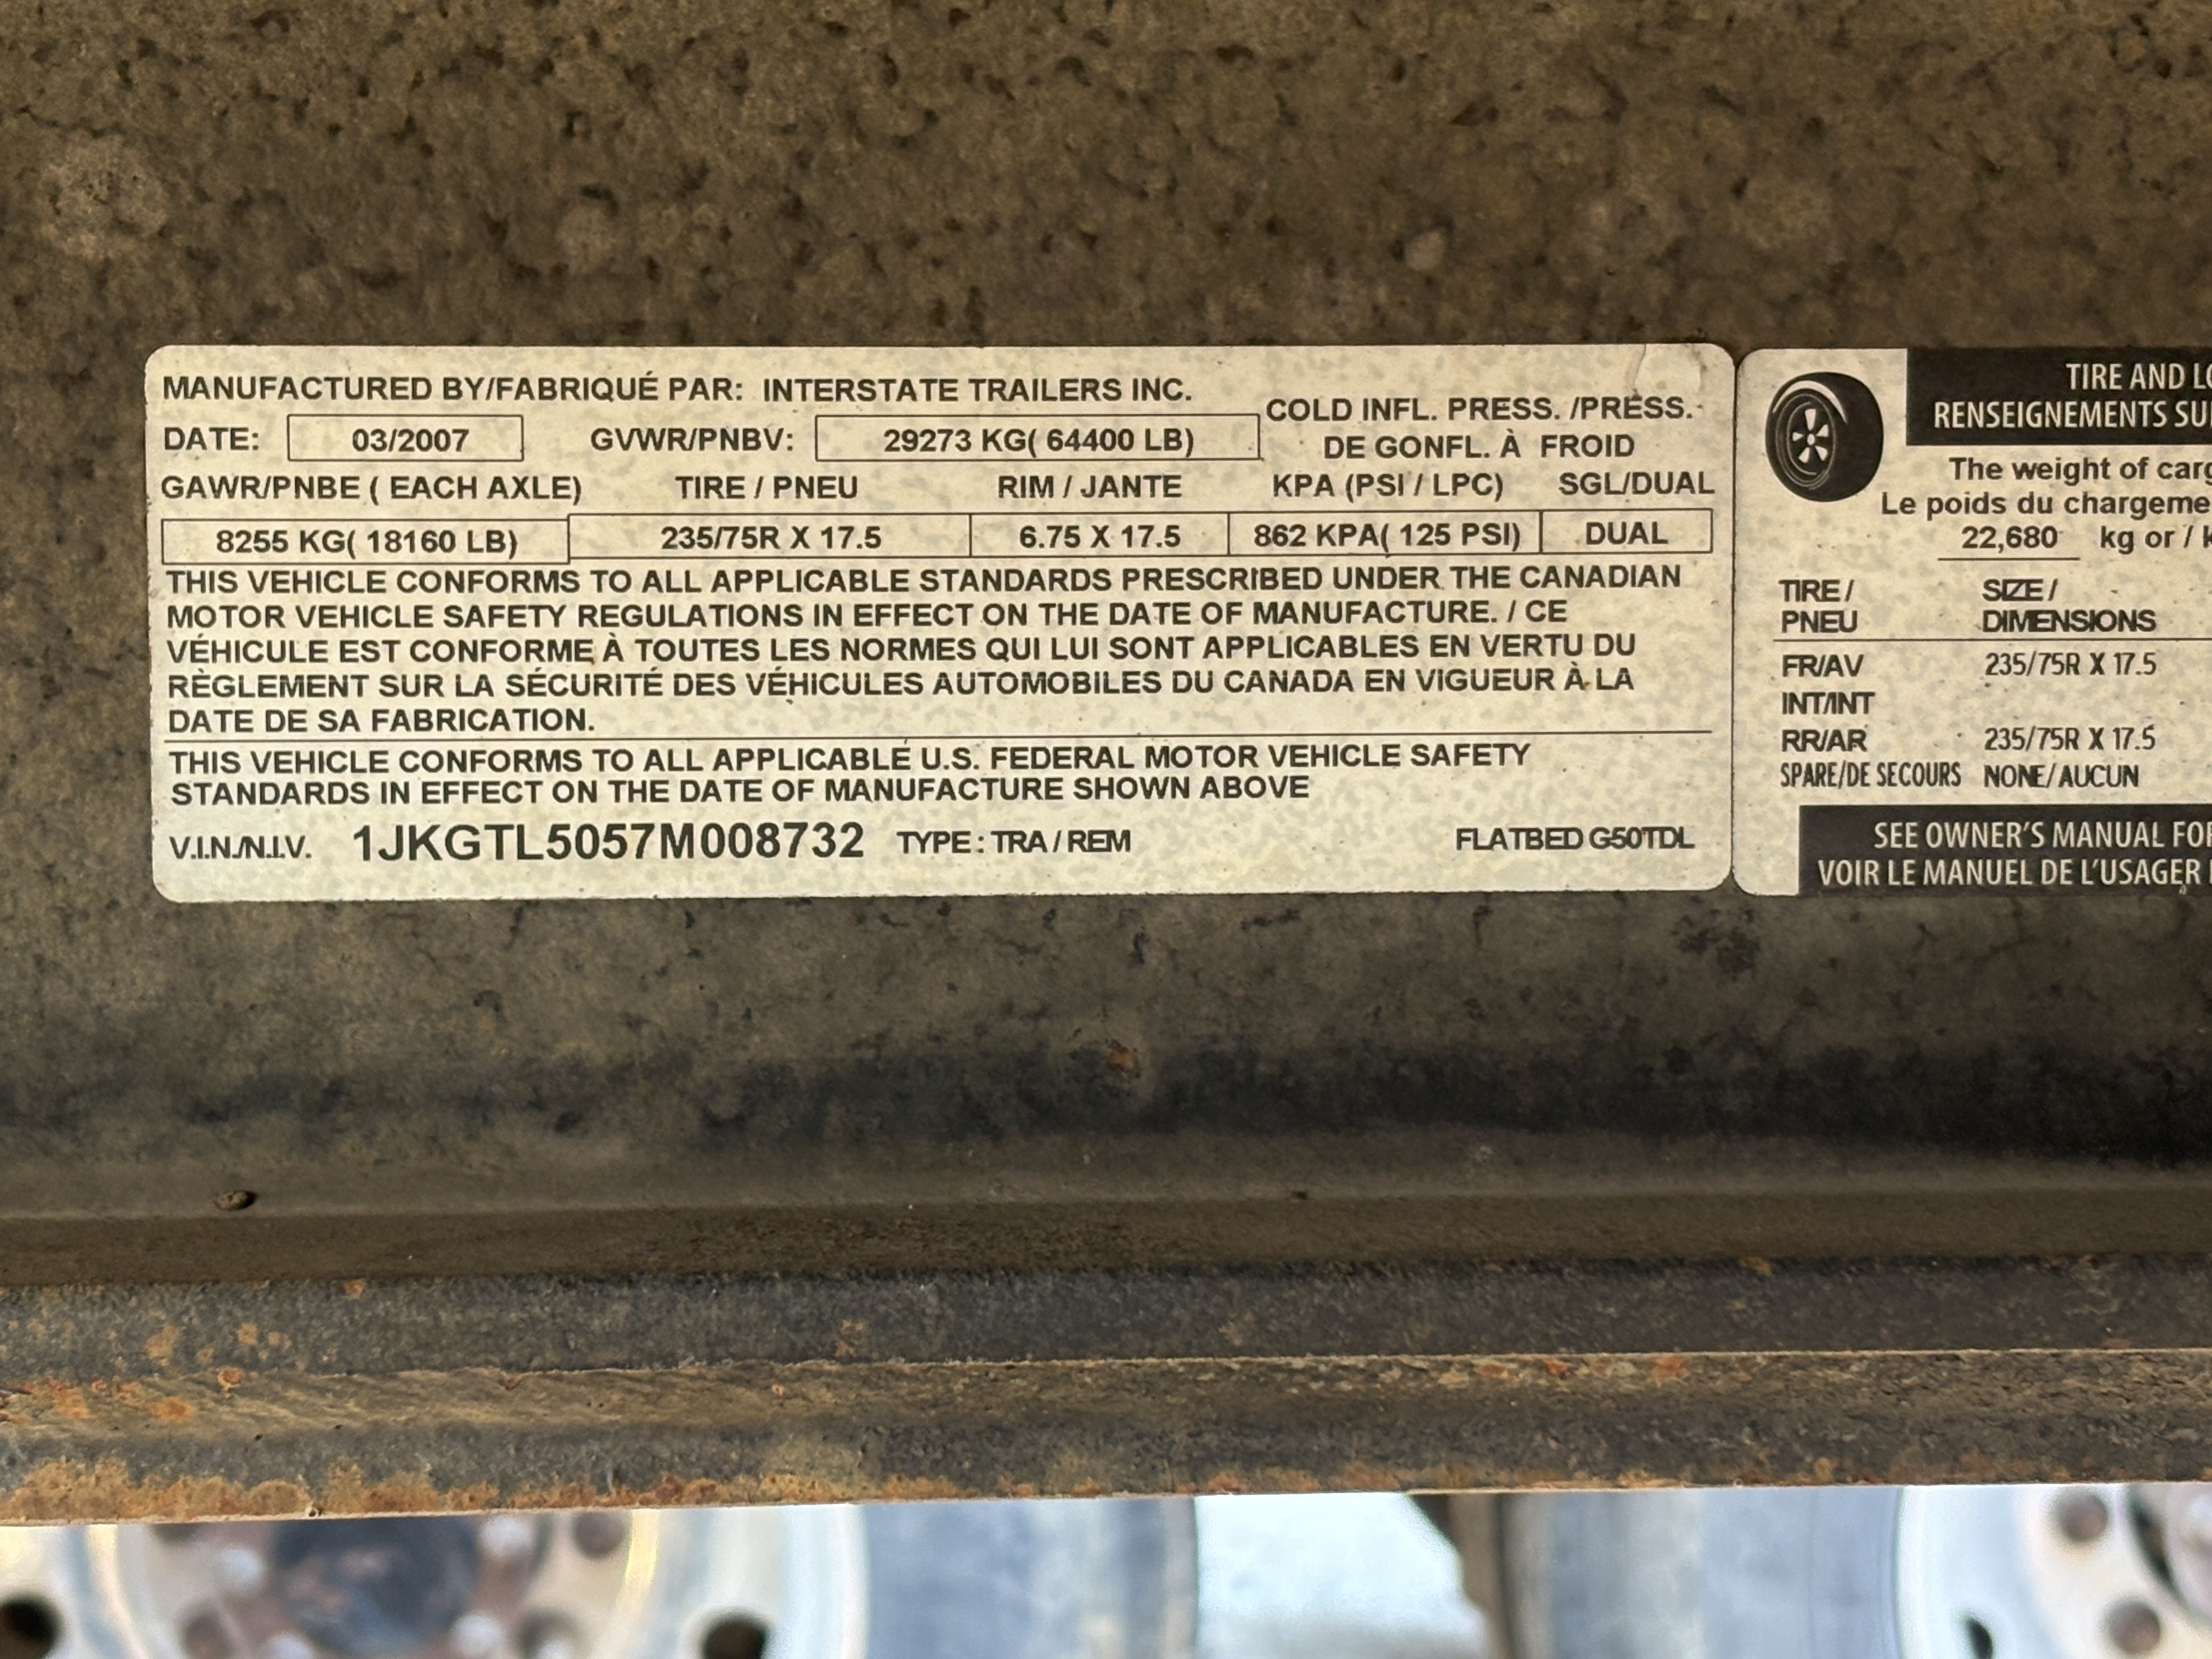 MANUFACTURED BY/FABRIQUÉ PAR: INTERSTATE TRAILERS INC.
COLD INFL. PRESS. /PRESS.
DATE: 03/2007 GVWR/PNBV: 29273 KG( 64400 LB) DE GONFL. À FROID
GAWR/PNBE ( EACH AXLE) TIRE / PNEU RIM / JANTE KPA (PSI / LPC) SGL/DUAL
8255 KG( 18160 LB) 235/75R X 17.5 6.75 X 17.5 862 KPA( 125 PSI) DUAL
THIS VEHICLE CONFORMS TO ALL APPLICABLE STANDARDS PRESCRIBED UNDER THE CANADIAN
MOTOR VEHICLE SAFETY REGULATIONS IN EFFECT ON THE DATE OF MANUFACTURE. / CE
VÉHICULE EST CONFORME À TOUTES LES NORMES QUI LUI SONT APPLICABLES EN VERTU DU
RÈGLEMENT SUR LA SÉCURITÉ DES VÉHICULES AUTOMOBILES DU CANADA EN VIGUEUR À LA
DATE DE SA FABRICATION.
THIS VEHICLE CONFORMS TO ALL APPLICABLE U.S. FEDERAL MOTOR VEHICLE SAFETY
STANDARDS IN EFFECT ON THE DATE OF MANUFACTURE SHOWN ABOVE
V.I.N./N.I.V. 1JKGTL5057M008732 TYPE : TRA / REM FLATBED G50TDL
TIRE AND
RENSEIGNEMENTS
The weight of
Le poids du
22,680 kg or /
TIRE / SIZE /
PNEU DIMENSIONS
FR/AV 235/75R X 17.5
INT/INT
RR/AR 235/75R X 17.5
SPARE/DE SECOURS NONE/ AUCUN
SEE OWNER'S MANUAL
VOIR LE MANUEL DE L'USAGER